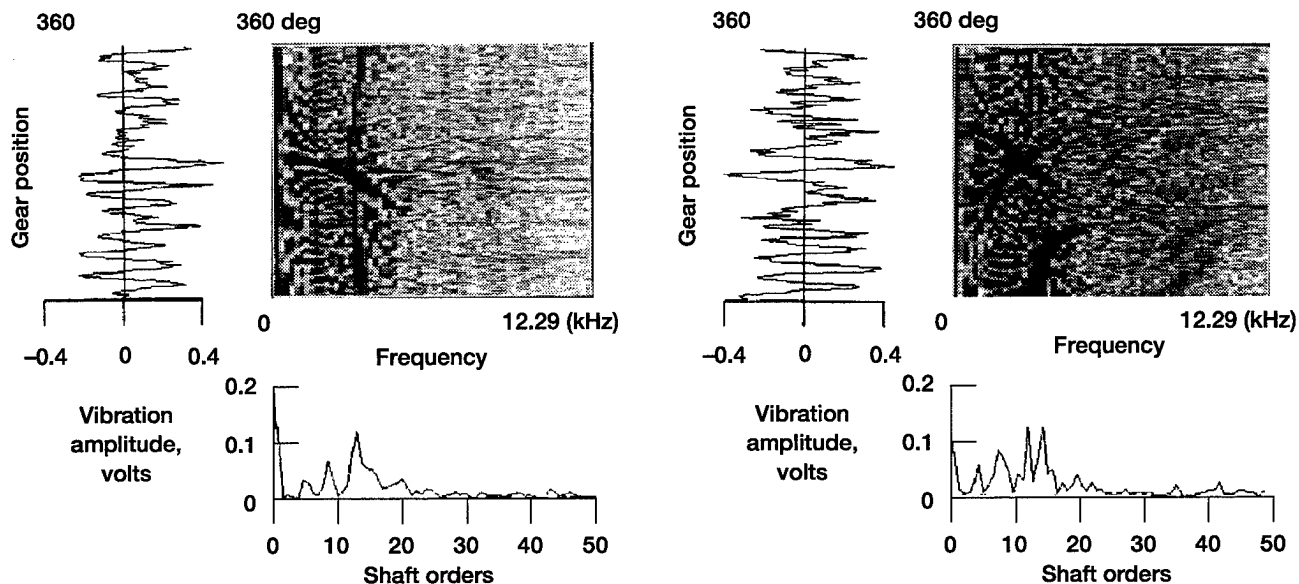 360
360 deg
Gear position
0
12.29 (kHz)
–0.4
0
0.4
Frequency
Vibration
amplitude,
volts
0.2
0.1
0
0
10
20
30
40
50
Shaft orders
360
360 deg
Gear position
0
12.29 (kHz)
–0.4
0
0.4
Frequency
Vibration
amplitude,
volts
0.2
0.1
0
0
10
20
30
40
50
Shaft orders